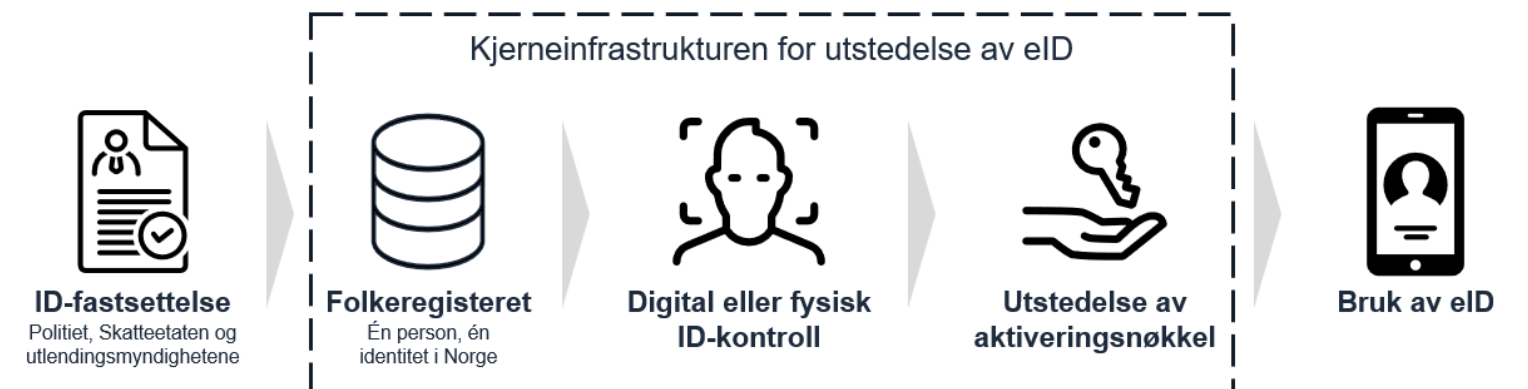 Kjerneinfrastrukturen for utstedelse av eID
ID-fastsettelse
Politiet, Skatteetaten og
utlendingsmyndighetene
Folkeregisteret
Én person, én
identitet i Norge
Digital eller fysisk
ID-kontroll
Utstedelse av
aktiveringsnøkkel
Bruk av eID